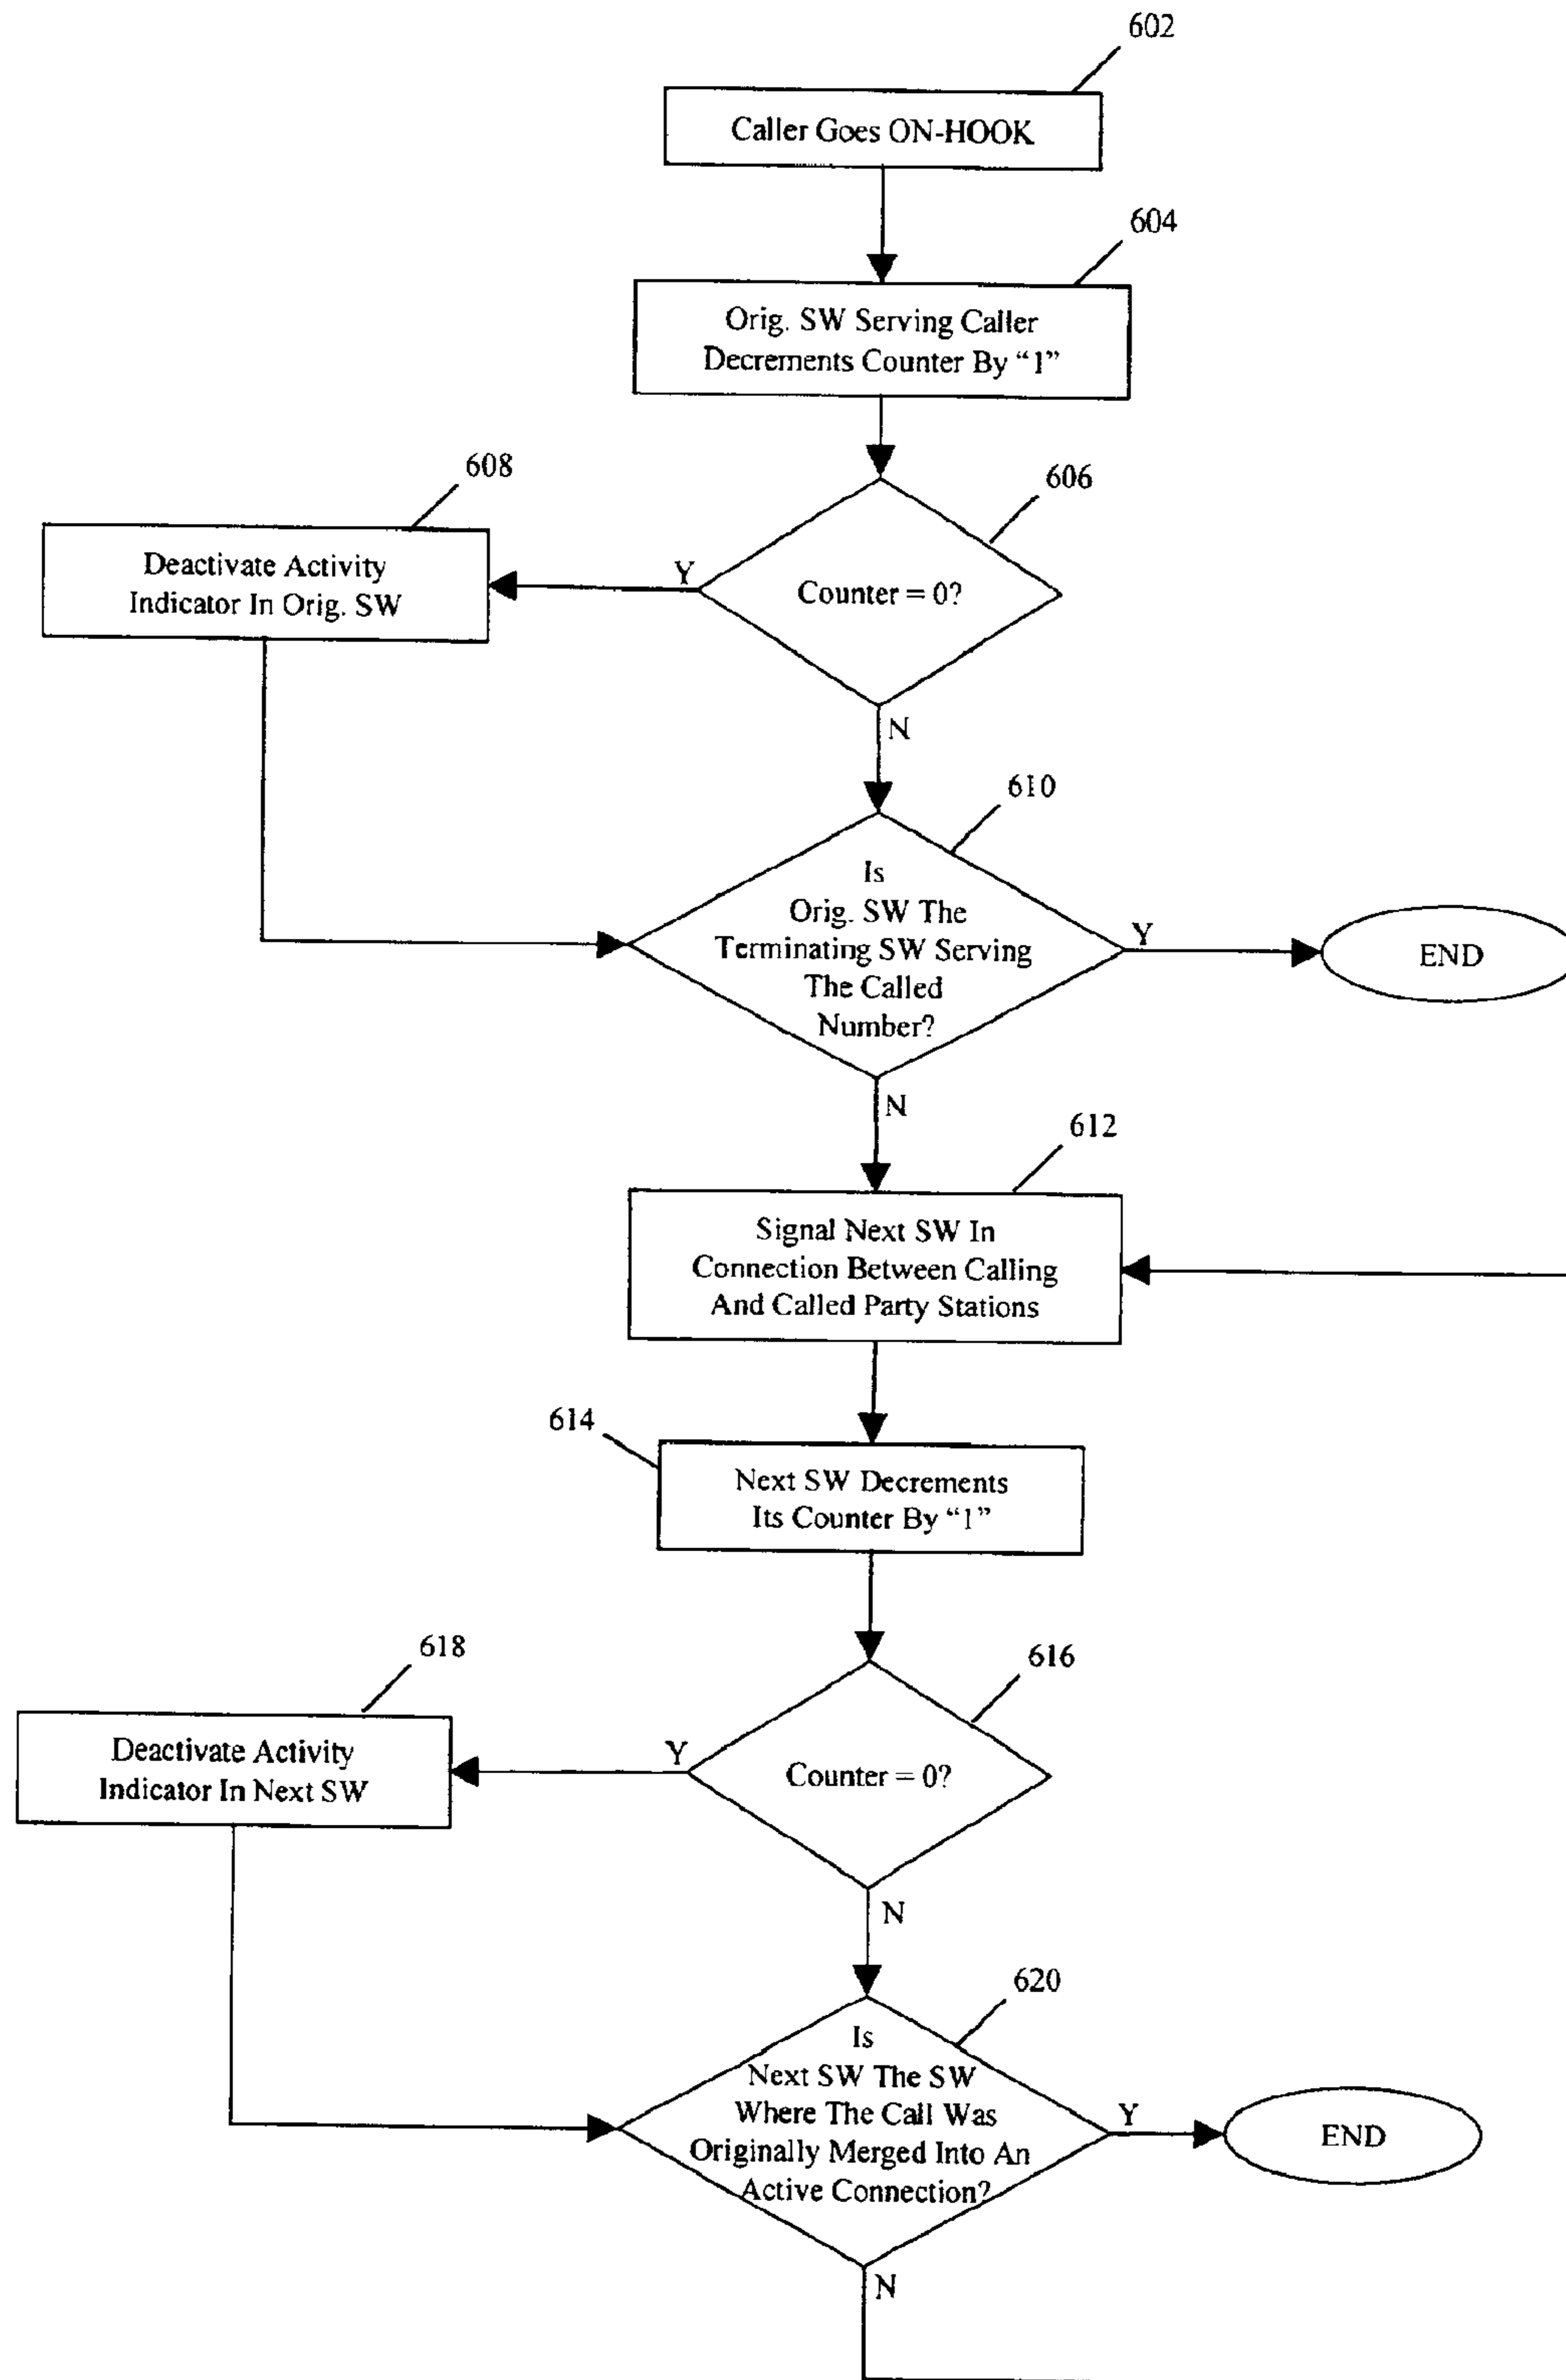 602
Caller Goes ON-HOOK
604
Orig. SW Serving Caller
Decrements Counter By “1”
608
606
Deactivate Activity
Indicator In Orig. SW
Y
Counter = 0?
N
610
Is
Orig. SW The
Terminating SW Serving
The Called
Number?
Y
END
N
612
Signal Next SW In
Connection Between Calling
And Called Party Stations
614
Next SW Decrements
Its Counter By “1”
618
616
Deactivate Activity
Indicator In Next SW
Y
Counter = 0?
N
620
Is
Next SW The SW
Where The Call Was
Originally Merged Into An
Active Connection?
Y
END
N